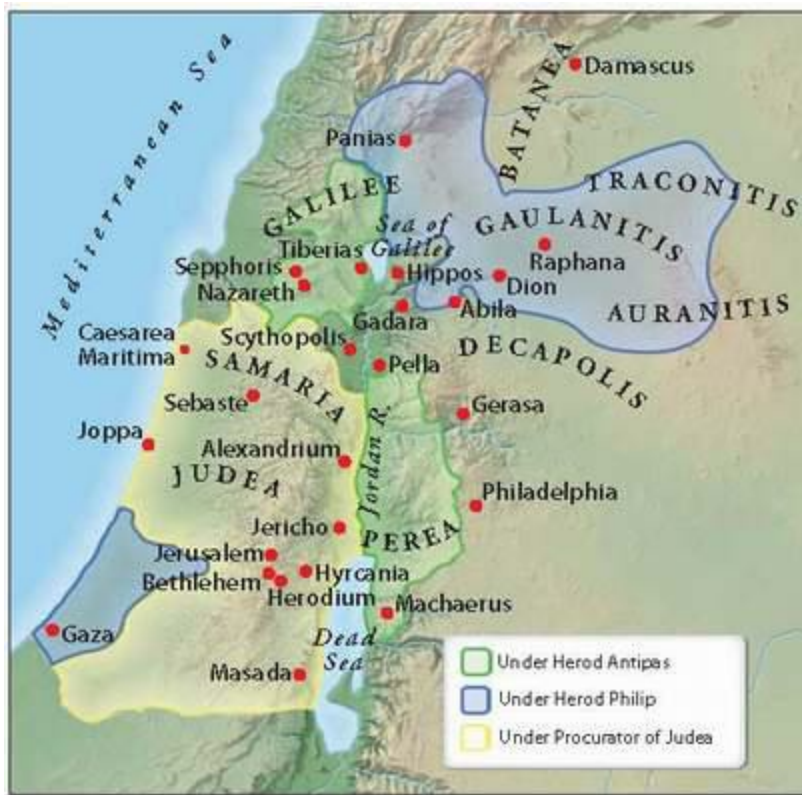 Mediterranean Sea
BATANEA
Damascus
Panias
TRACONITIS
GALILEE
Sea of
Galilee
GAULANITIS
Tiberias
Raphana
Sepphoris
Hippos
Dion
Nazareth
Abila
AURANITIS
Gadara
Caesarea
Maritima
Scythopolis
DECAPOLIS
SAMARIA
Pella
Sebaste
Gerasa
Joppa
Jordan R.
Alexandrium
JUDEA
Philadelphia
Jericho
PEREA
Jerusalem
Hyrcania
Bethlehem
Herodium
Machaerus
Gaza
Dead
Sea
Masada
Under Herod Antipas
Under Herod Philip
Under Procurator of Judea